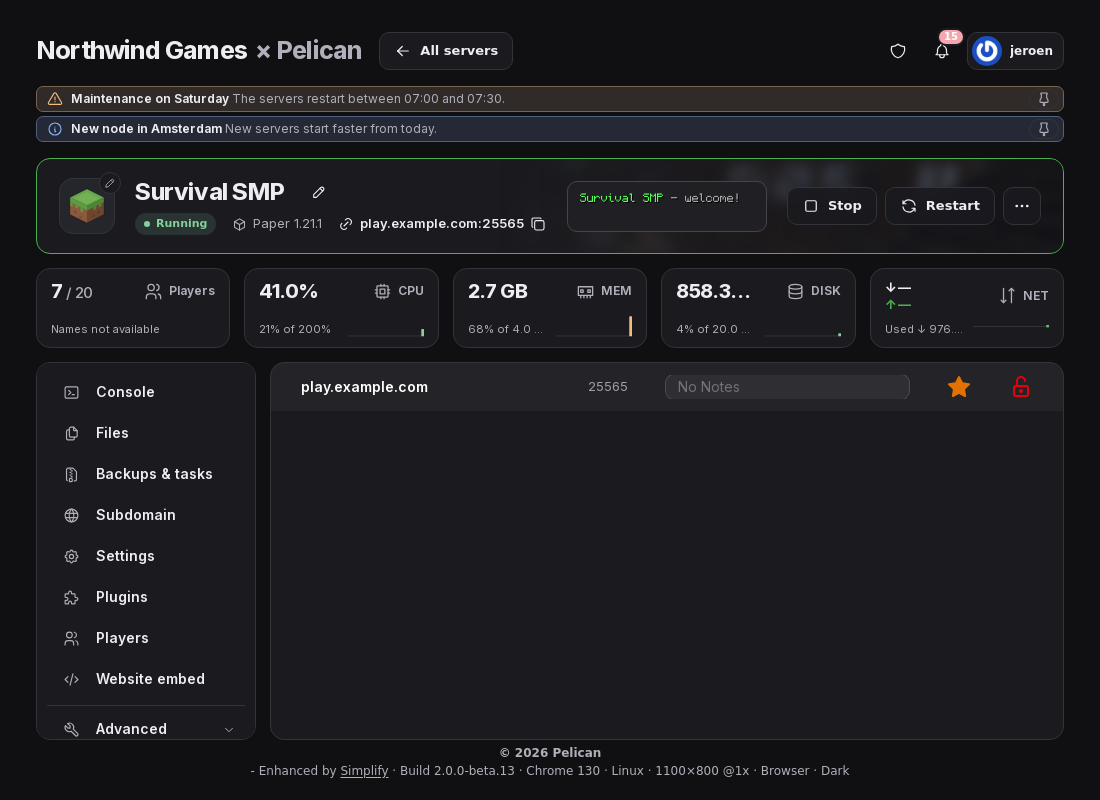 Northwind Games × Pelican
All servers
15
jeroen
Maintenance on Saturday The servers restart between 07:00 and 07:30.
New node in Amsterdam New servers start faster from today.
Survival SMP
Running
Paper 1.21.1
play.example.com:25565
Survival SMP – welcome!
Stop
Restart
7 / 20
Players
Names not available
41.0%
CPU
21% of 200%
2.7 GB
MEM
68% of 4.0 ...
858.3...
DISK
4% of 20.0 ...
↓—
↑—
NET
Used ↓ 976....
Console
Files
Backups & tasks
Subdomain
Settings
Plugins
Players
Website embed
Advanced
play.example.com
25565
No Notes
© 2026 Pelican
- Enhanced by Simplify · Build 2.0.0-beta.13 · Chrome 130 · Linux · 1100×800 @1x · Browser · Dark